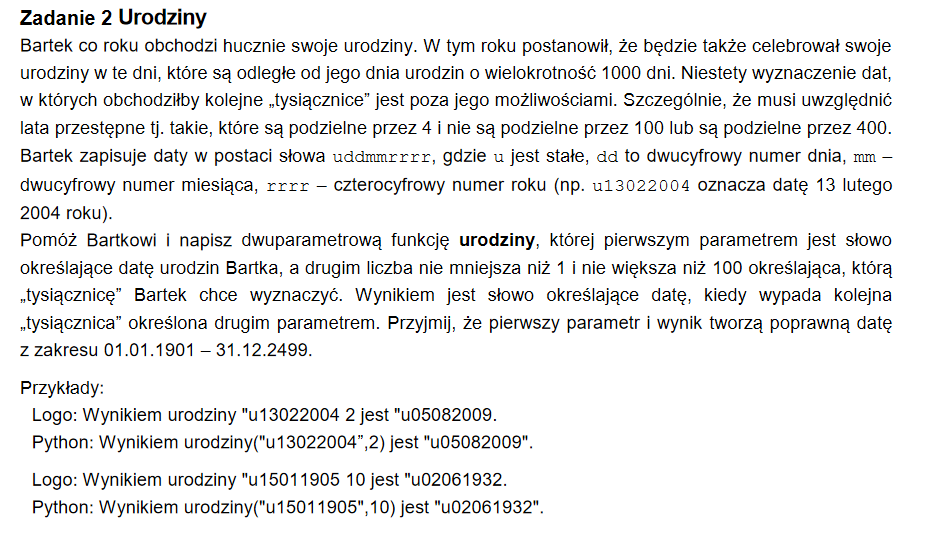 Zadanie 2 Urodziny
Bartek co roku obchodzi hucznie swoje urodziny. W tym roku postanowił, że będzie także celebrował swoje
urodziny w te dni, które są odległe od jego dnia urodzin o wielokrotność 1000 dni. Niestety wyznaczenie dat,
w których obchodziłby kolejne „tysiącznice” jest poza jego możliwościami. Szczególnie, że musi uwzględnić
lata przestępne tj. takie, które są podzielne przez 4 i nie są podzielne przez 100 lub są podzielne przez 400.
Bartek zapisuje daty w postaci słowa uddmmrrrr, gdzie u jest stałe, dd to dwucyfrowy numer dnia, mm –
dwucyfrowy numer miesiąca, rrrr – czterocyfrowy numer roku (np. u13022004 oznacza datę 13 lutego
2004 roku).
Pomóż Bartkowi i napisz dwuparametrową funkcję urodziny, której pierwszym parametrem jest słowo
określające datę urodzin Bartka, a drugim liczba nie mniejsza niż 1 i nie większa niż 100 określająca, którą
„tysiącznicę” Bartek chce wyznaczyć. Wynikiem jest słowo określające datę, kiedy wypada kolejna
„tysiącznica” określona drugim parametrem. Przyjmij, że pierwszy parametr i wynik tworzą poprawną datę
z zakresu 01.01.1901 – 31.12.2499.
Przykłady:
Logo: Wynikiem urodziny "u13022004 2 jest "u05082009.
Python: Wynikiem urodziny("u13022004”,2) jest "u05082009".
Logo: Wynikiem urodziny "u15011905 10 jest "u02061932.
Python: Wynikiem urodziny("u15011905",10) jest "u02061932".